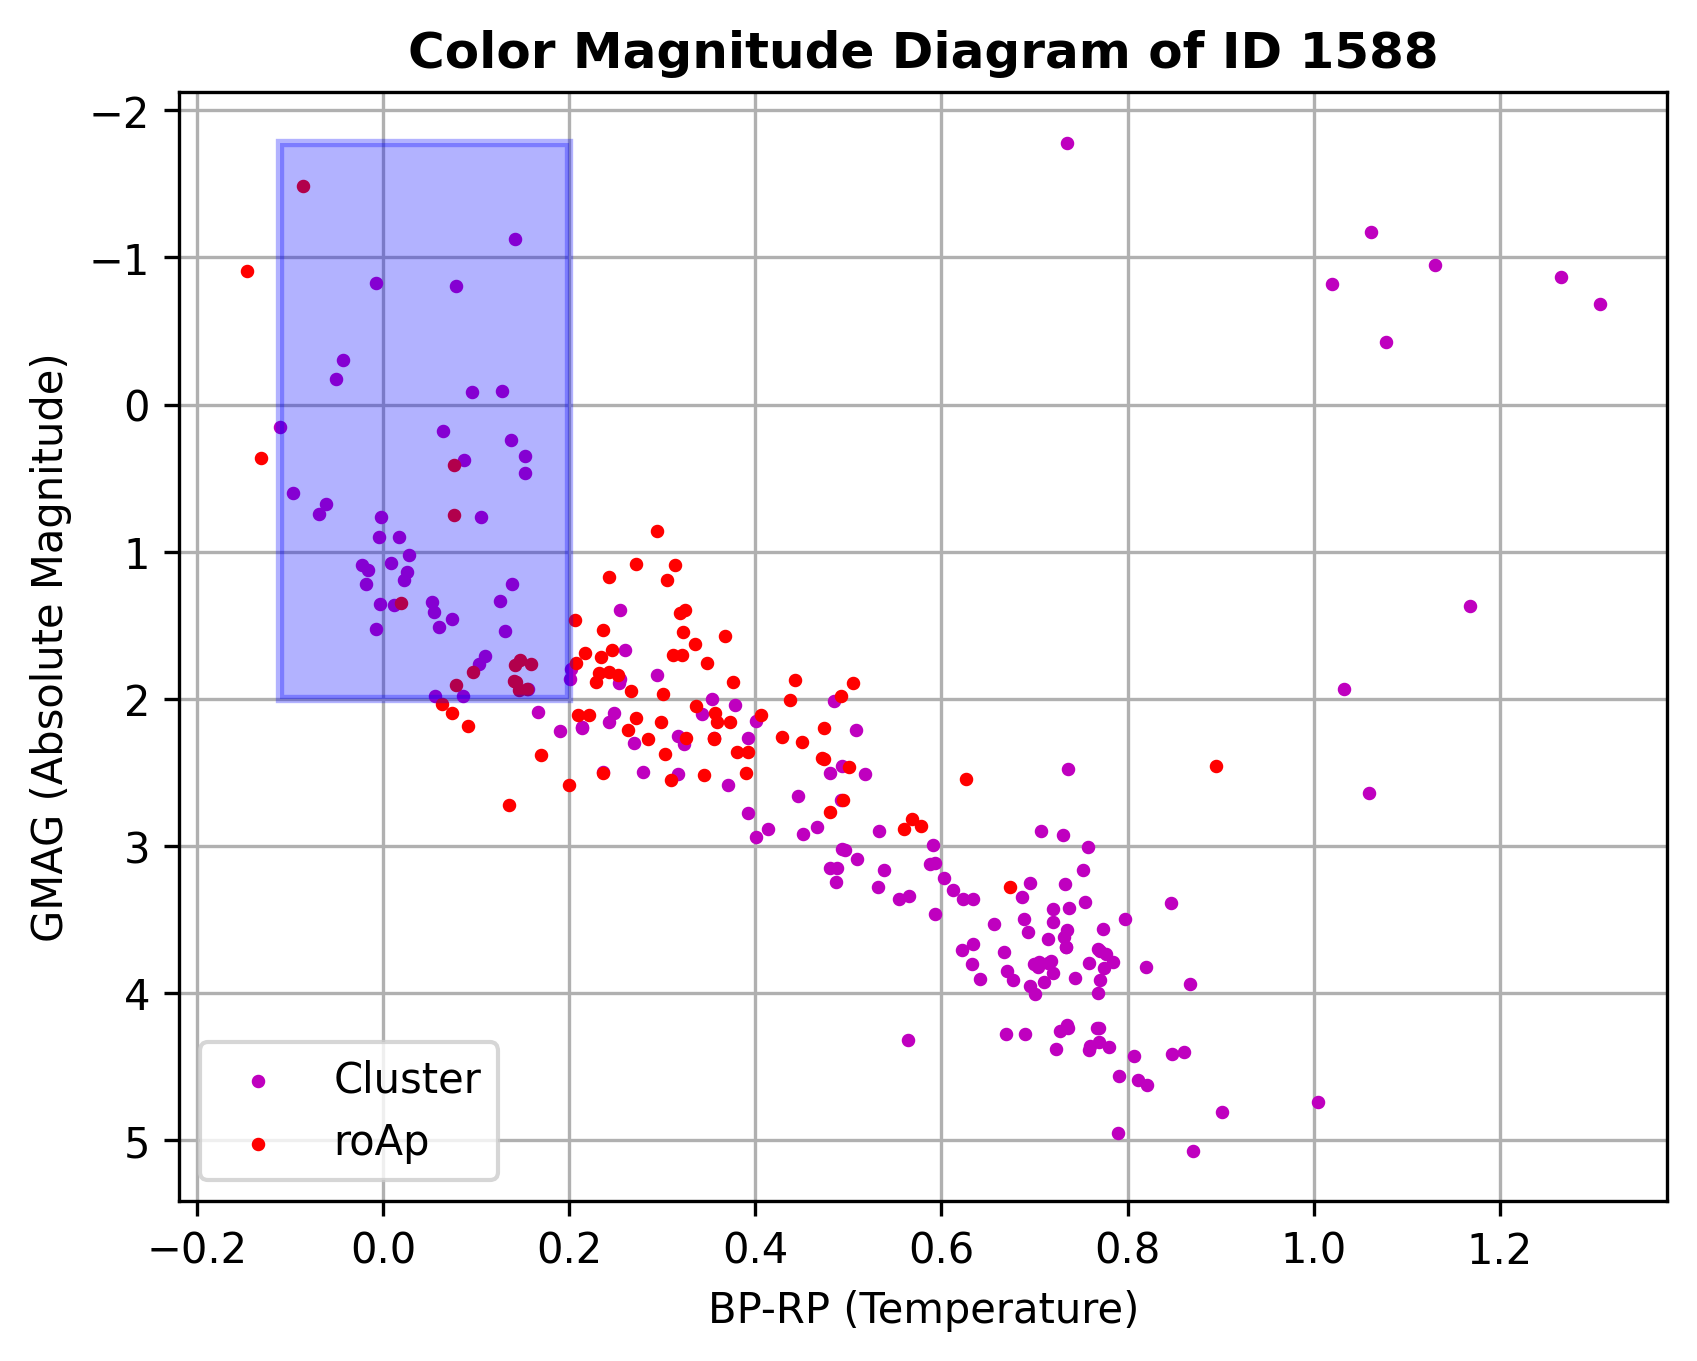 Color Magnitude Diagram of ID 1588
−2
−1
0
1
2
3
4
5
GMAG (Absolute Magnitude)
Cluster
roAp
−0.2 0.0 0.2 0.4 0.6 0.8 1.0 1.2
BP-RP (Temperature)